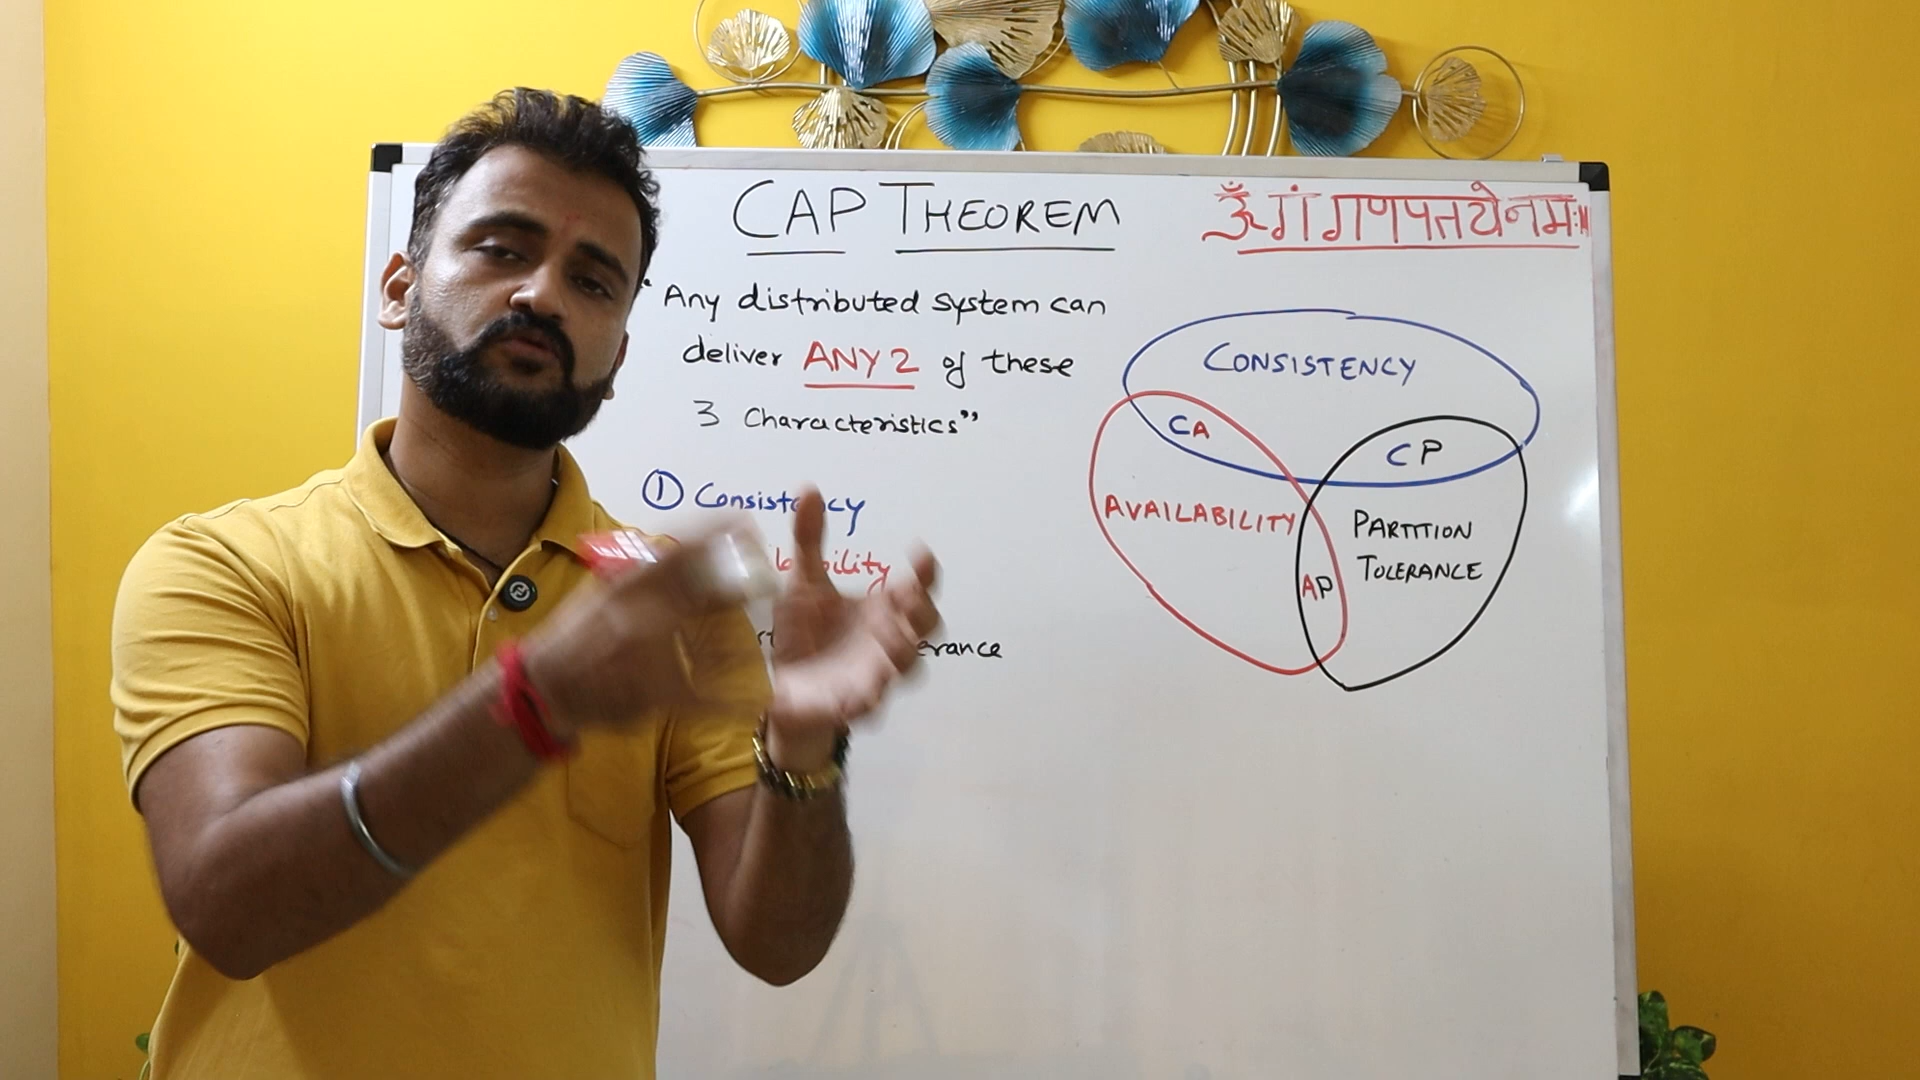 CAP THEOREM
ॐ गं गणपतये नमः
"Any distributed system can
deliver ANY 2 of these
3 Characteristics"
① Consistency
CONSISTENCY
CA
CP
AVAILABILITY
PARTITION
TOLERANCE
AP